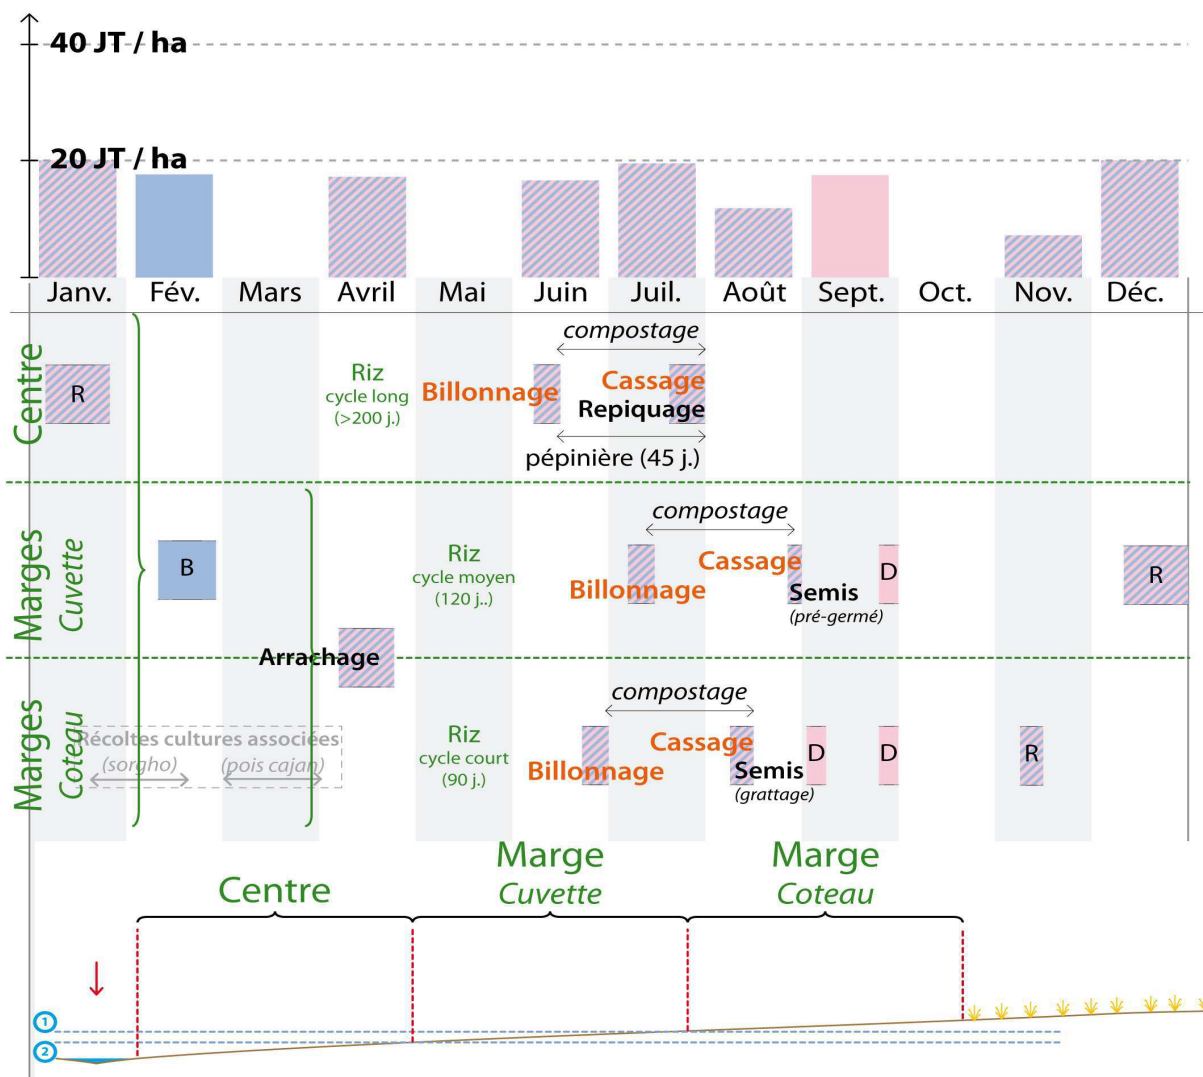 40 JT / ha
20 JT / ha
Janv. Fév. Mars Avril Mai Juin Juil. Août Sept. Oct. Nov. Déc.
Centre
R
Riz
cycle long
(>200 j.)
Billonnage
compostage
Cassage
Repiquage
pépinière (45 j.)
Marges
Cuvette
B
Riz
cycle moyen
(120 j..)
Billonnage
compostage
Cassage
Semis
(pré-germé)
D
R
Arrachage
Marges
Coteau
Récoltes cultures associées
(sorgho) (pois cajan)
Riz
cycle court
(90 j.)
Billonnage
compostage
Cassage
Semis
(grattage)
D
D
R
Centre
Marge
Cuvette
Marge
Coteau
1
2